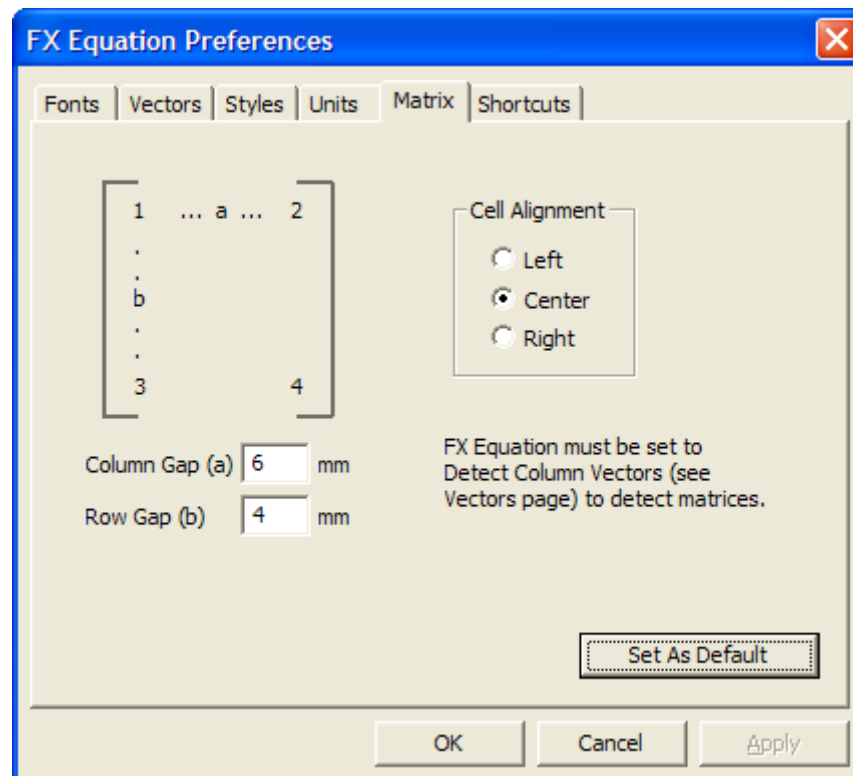 FX Equation Preferences
Fonts Vectors Styles Units Matrix Shortcuts
1 ... a ... 2
.
.
b
.
.
3 4
Column Gap (a) 6 mm
Row Gap (b) 4 mm
Cell Alignment
Left
Center
Right
FX Equation must be set to
Detect Column Vectors (see
Vectors page) to detect matrices.
Set As Default
OK Cancel Apply